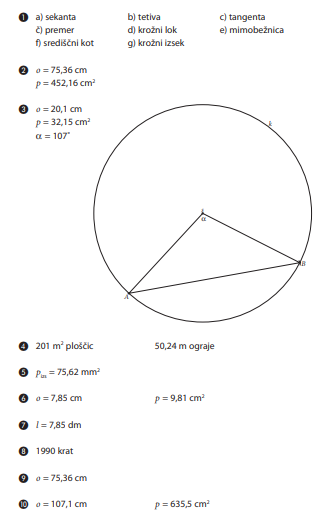 1 a) sekanta b) tetiva c) tangenta
č) premer d) krožni lok e) mimobežnica
f) središčni kot g) krožni izsek
2 o = 75,36 cm
p = 452,16 cm²
3 o = 20,1 cm
p = 32,15 cm²
α = 107°
k
α
B
A
4 201 m² ploščic 50,24 m ograje
5 pₒₛ = 75,62 mm²
6 o = 7,85 cm p = 9,81 cm²
7 l = 7,85 dm
8 1990 krat
9 o = 75,36 cm
10 o = 107,1 cm p = 635,5 cm²